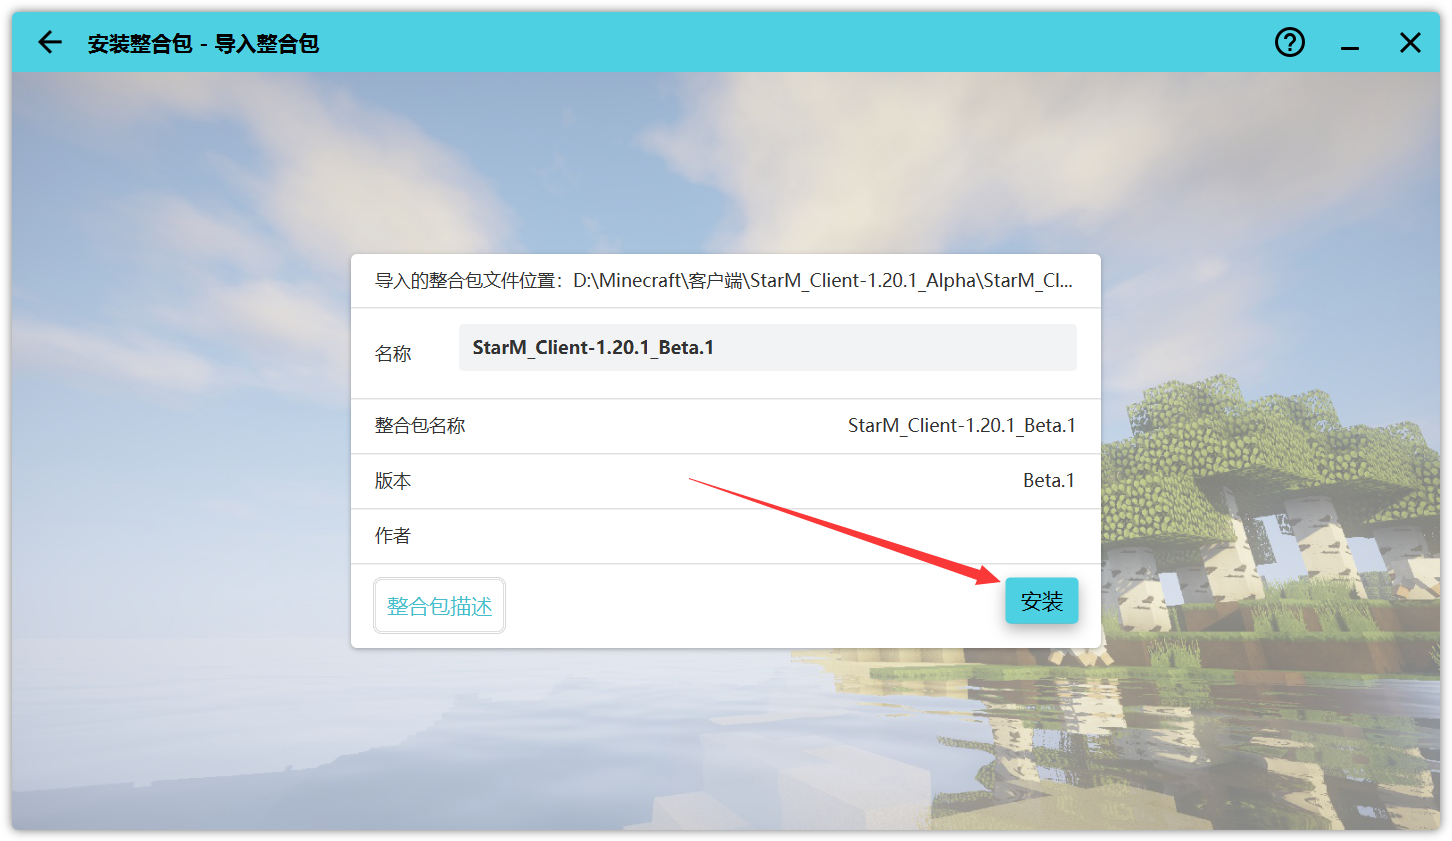 安装整合包 - 导入整合包
导入的整合包文件位置：D:\Minecraft\客户端\StarM_Client-1.20.1_Alpha\StarM_Cl...
名称
StarM_Client-1.20.1_Beta.1
整合包名称
StarM_Client-1.20.1_Beta.1
版本
Beta.1
作者
整合包描述
安装